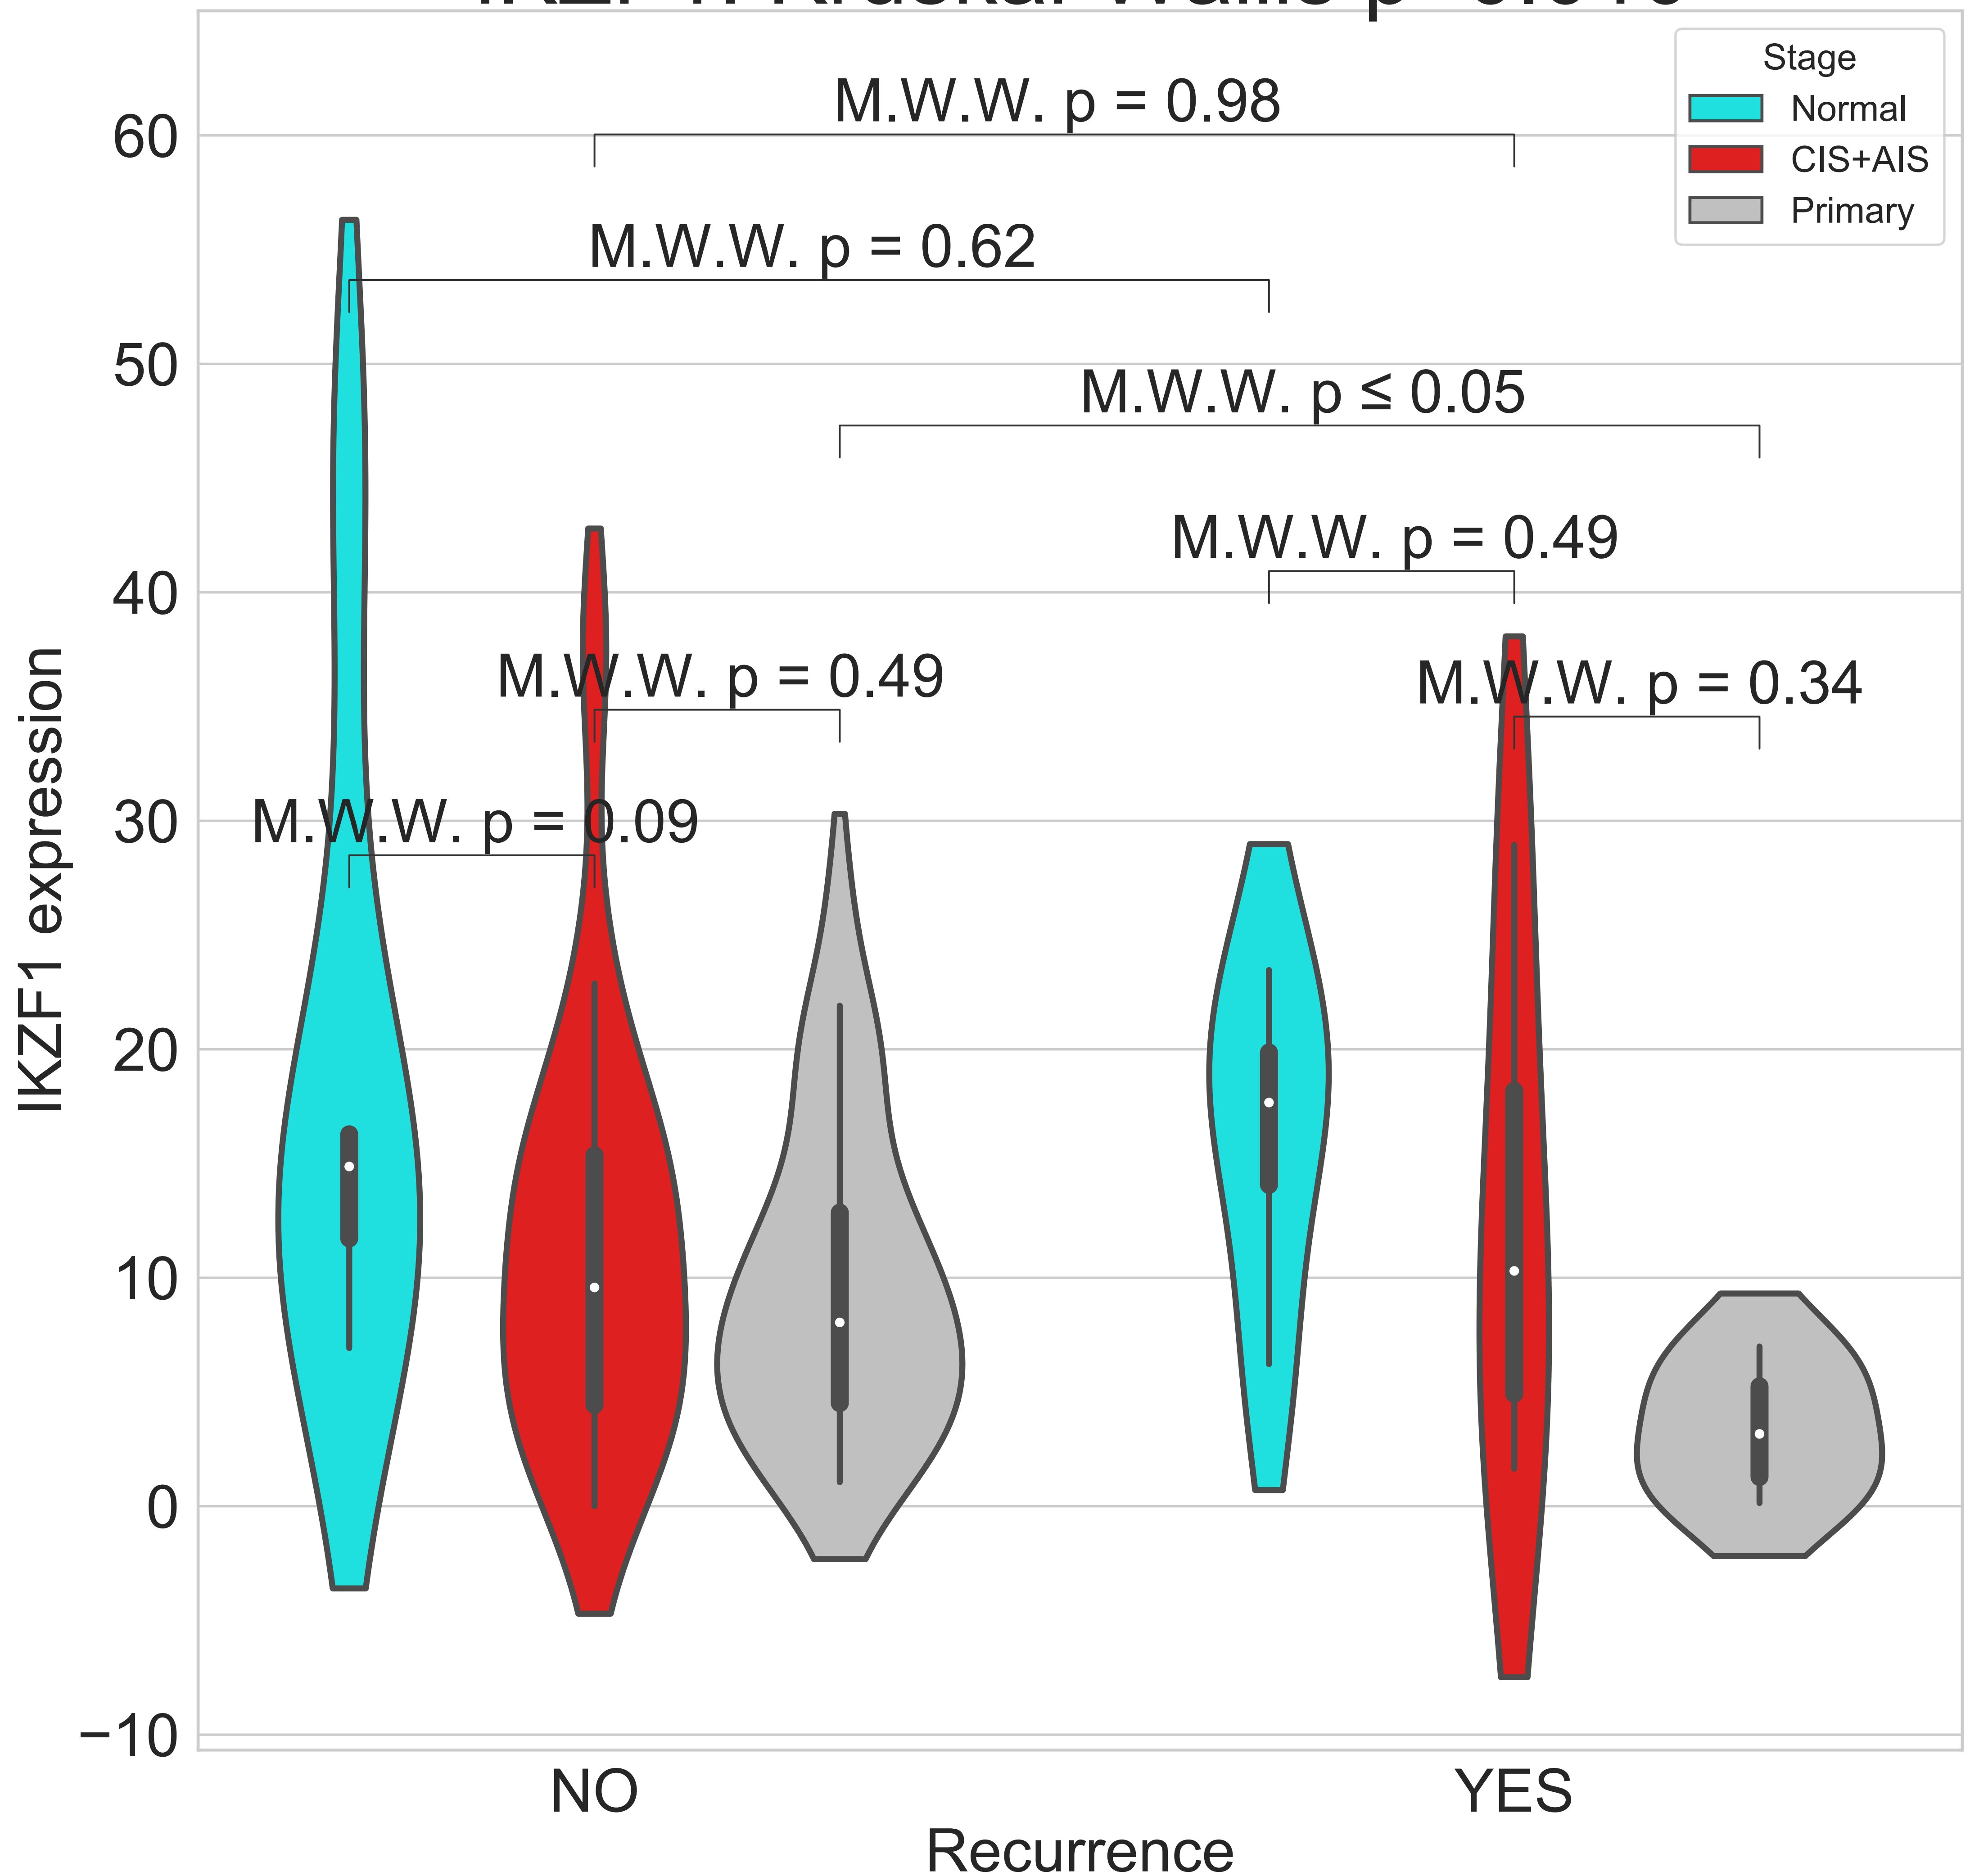 Stage
Normal
CIS+AIS
Primary
M.W.W. p = 0.98
M.W.W. p = 0.62
M.W.W. p ≤ 0.05
M.W.W. p = 0.49
M.W.W. p = 0.49
M.W.W. p = 0.34
M.W.W. p = 0.09
60
50
40
30
20
10
0
−10
IKZF1 expression
NO
YES
Recurrence